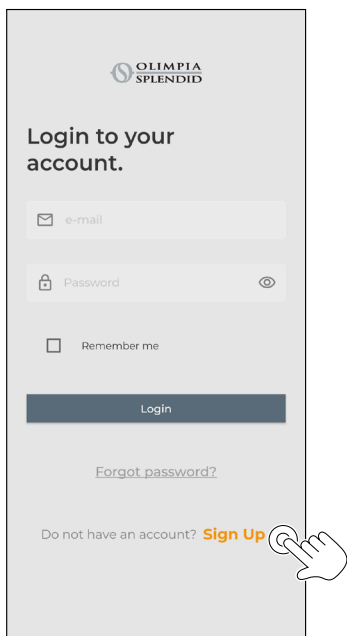 OLIMPIA
SPLENDID
Login to your
account.
e-mail
Password
Remember me
Login
Forgot password?
Do not have an account? Sign Up